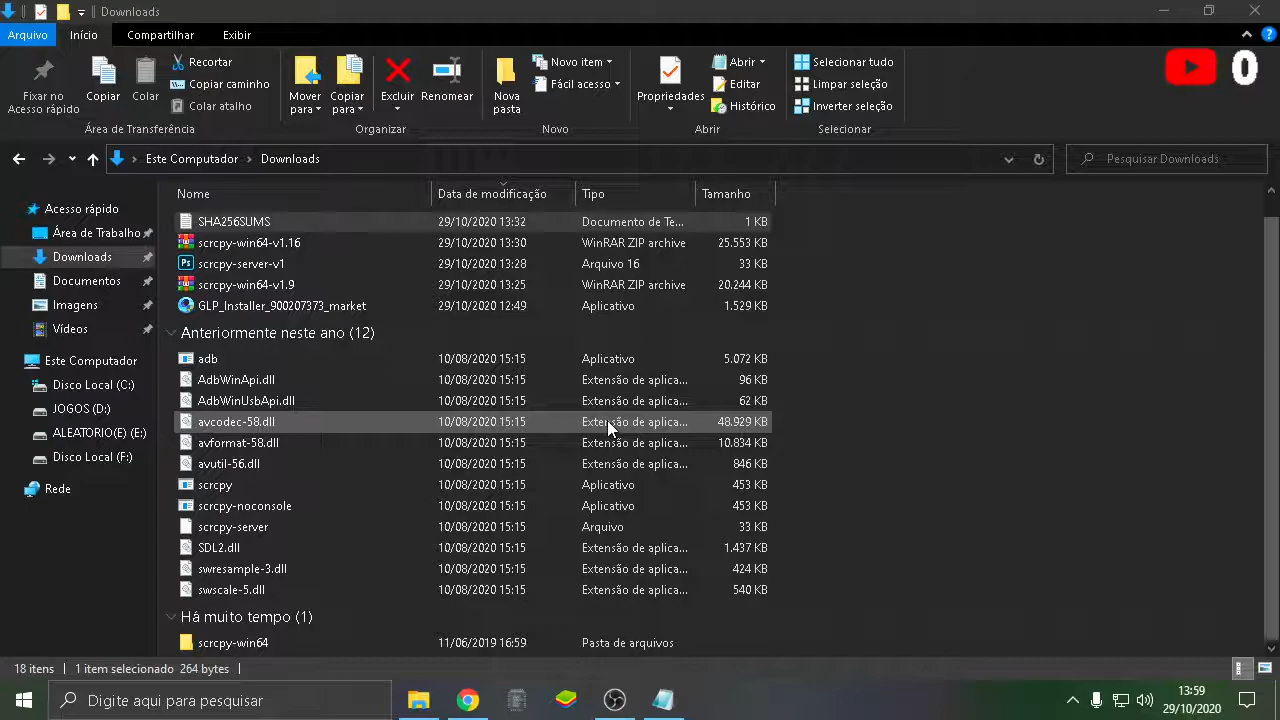 Downloads
Arquivo Início Compartilhar Exibir
Fixar no Acesso rápido
Copiar
Colar
Recortar
Copiar caminho
Colar atalho
Área de Transferência
Mover para
Copiar para
Excluir
Renomear
Organizar
Nova pasta
Novo item
Fácil acesso
Novo
Propriedades
Abrir
Editar
Histórico
Abrir
Selecionar tudo
Limpar seleção
Inverter seleção
Selecionar
0
Este Computador Downloads
Pesquisar Downloads
Acesso rápido
Área de Trabalho
Downloads
Documentos
Imagens
Vídeos
Este Computador
Disco Local (C:)
JOGOS (D:)
ALEATORIO(E) (E:)
Disco Local (F:)
Rede
Nome Data de modificação Tipo Tamanho
SHA256SUMS 29/10/2020 13:32 Documento de Te... 1 KB
scrcpy-win64-v1.16 29/10/2020 13:30 WinRAR ZIP archive 25.553 KB
scrcpy-server-v1 29/10/2020 13:28 Arquivo 16 33 KB
scrcpy-win64-v1.9 29/10/2020 13:25 WinRAR ZIP archive 20.244 KB
GLP_Installer_900207373_market 29/10/2020 12:49 Aplicativo 1.529 KB
Anteriormente neste ano (12)
adb 10/08/2020 15:15 Aplicativo 5.072 KB
AdbWinApi.dll 10/08/2020 15:15 Extensão de aplica... 96 KB
AdbWinUsbApi.dll 10/08/2020 15:15 Extensão de aplica... 62 KB
avcodec-58.dll 10/08/2020 15:15 Extensão de aplica... 48.929 KB
avformat-58.dll 10/08/2020 15:15 Extensão de aplica... 10.834 KB
avutil-56.dll 10/08/2020 15:15 Extensão de aplica... 846 KB
scrcpy 10/08/2020 15:15 Aplicativo 453 KB
scrcpy-noconsole 10/08/2020 15:15 Aplicativo 453 KB
scrcpy-server 10/08/2020 15:15 Arquivo 33 KB
SDL2.dll 10/08/2020 15:15 Extensão de aplica... 1.437 KB
swresample-3.dll 10/08/2020 15:15 Extensão de aplica... 424 KB
swscale-5.dll 10/08/2020 15:15 Extensão de aplica... 540 KB
Há muito tempo (1)
scrcpy-win64 11/06/2019 16:59 Pasta de arquivos
18 itens 1 item selecionado 264 bytes
Digite aqui para pesquisar
13:59
29/10/2020